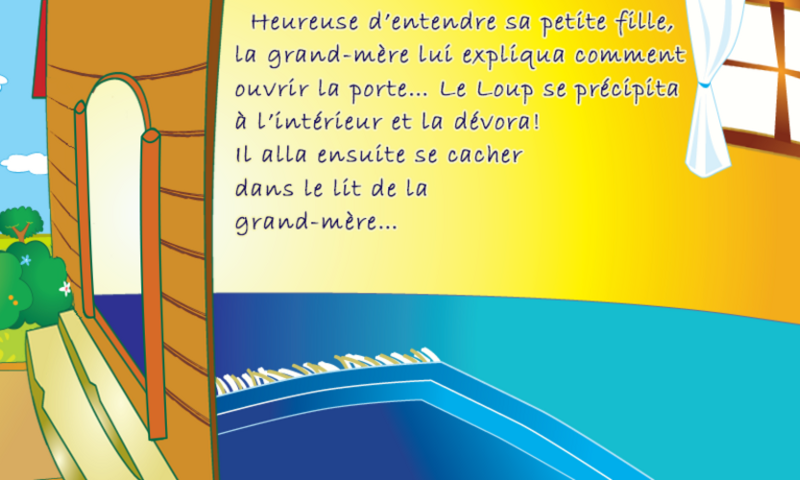 Heureuse d'entendre sa petite fille,
la grand-mère lui expliqua comment
ouvrir la porte... Le Loup se précipita
à l'intérieur et la dévora!
Il alla ensuite se cacher
dans le lit de la
grand-mère...